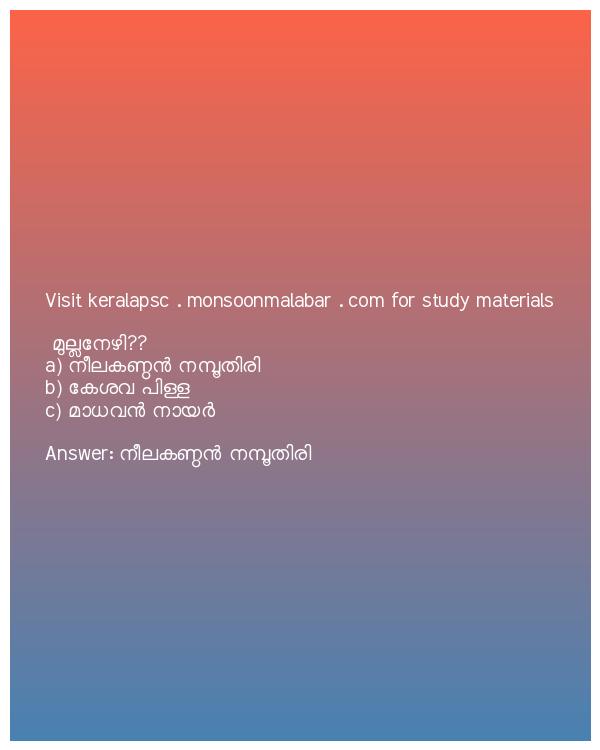 Visit keralapsc . monsoonmalabar . com for study materials
മുല്ലനേഴി??
a) നീലകണ്ഠൻ നമ്പൂതിരി
b) കേശവ പിള്ള
c) മാധവൻ നായർ
Answer: നീലകണ്ഠൻ നമ്പൂതിരി